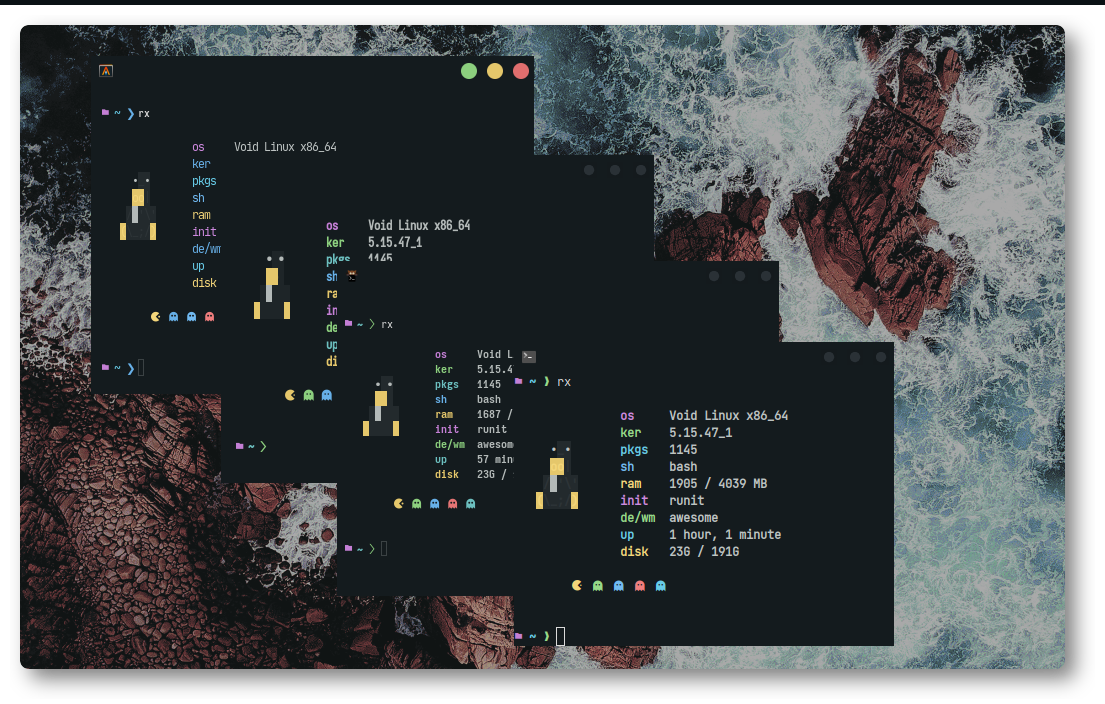 ~ ❯ rx
os Void Linux x86_64
ker
pkgs
sh
ram
init
de/wm
up
disk
~ ❯
os Void Linux x86_64
ker 5.15.47_1
pkgs 1145
sh
ra
in
de
up
di
~ ❯
~ ❯ rx
os Void L
ker 5.15.4
pkgs 1145
sh bash
ram 1687 /
init runit
de/wm awesom
up 57 min
disk 23G /
~ ❯
~ ❫ rx
os Void Linux x86_64
ker 5.15.47_1
pkgs 1145
sh bash
ram 1905 / 4039 MB
init runit
de/wm awesome
up 1 hour, 1 minute
disk 23G / 191G
~ ❫